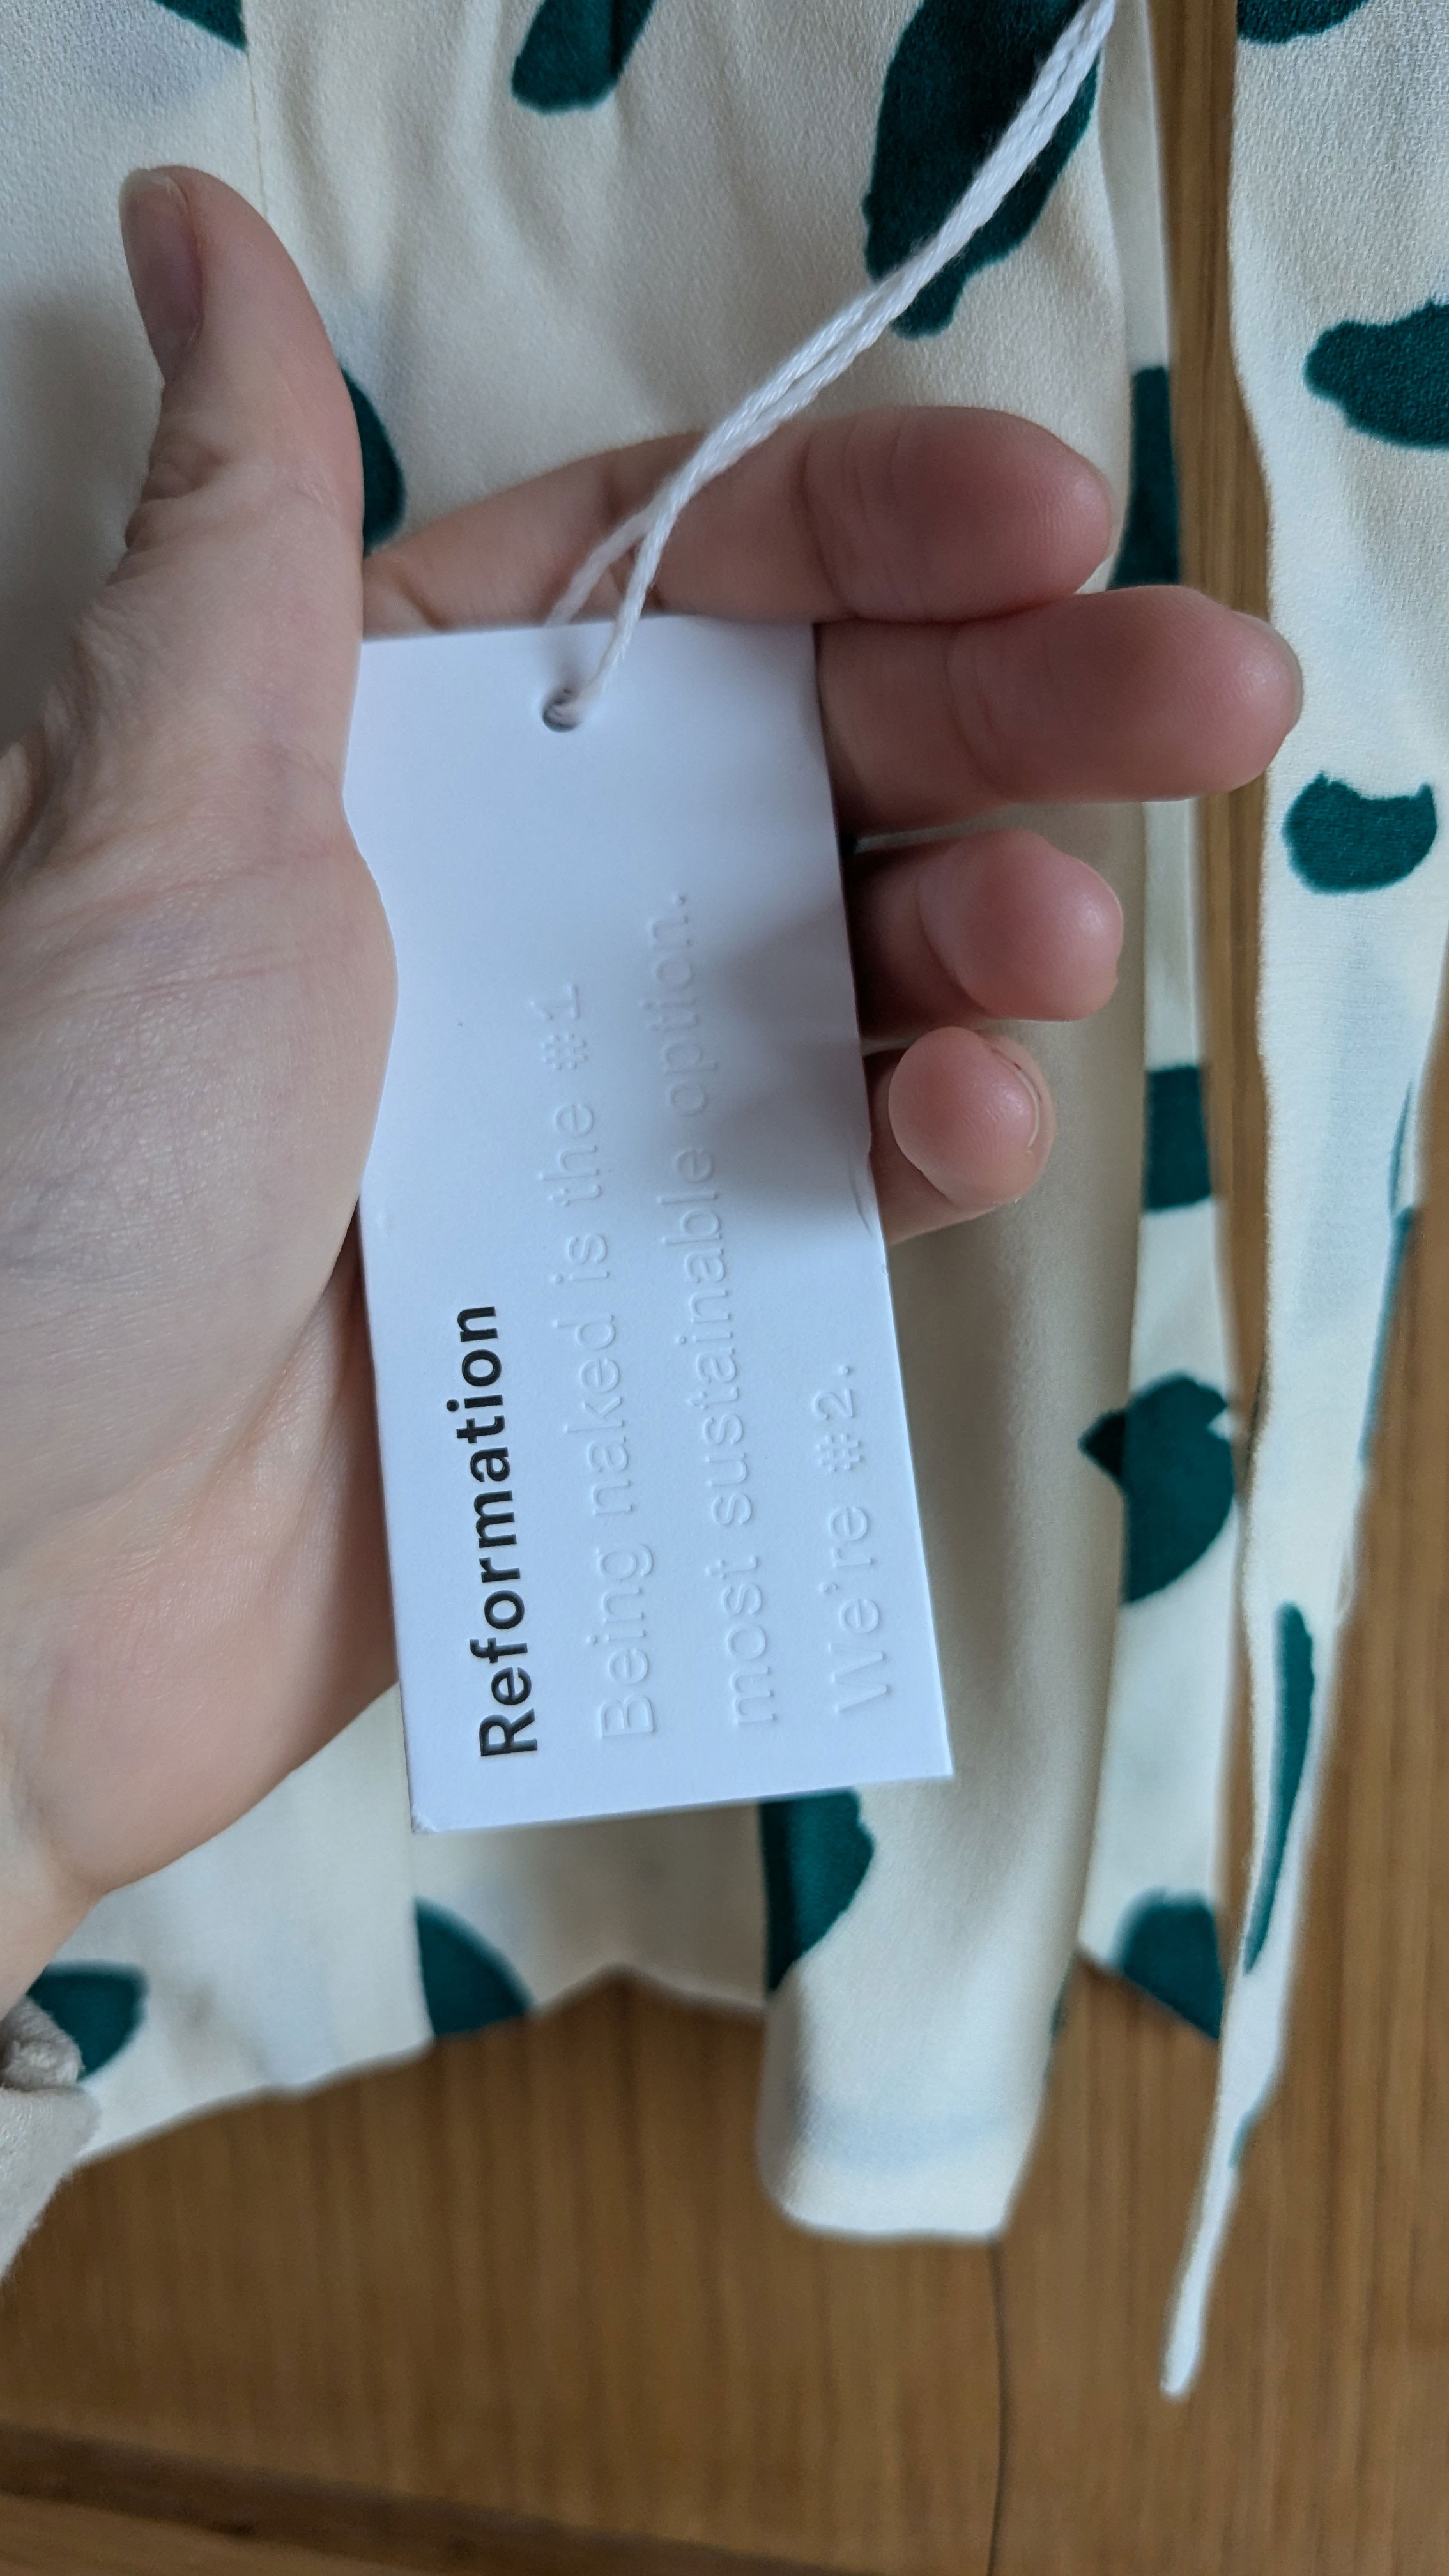 Reformation
Being naked is the #1
most sustainable option.
We're #2.